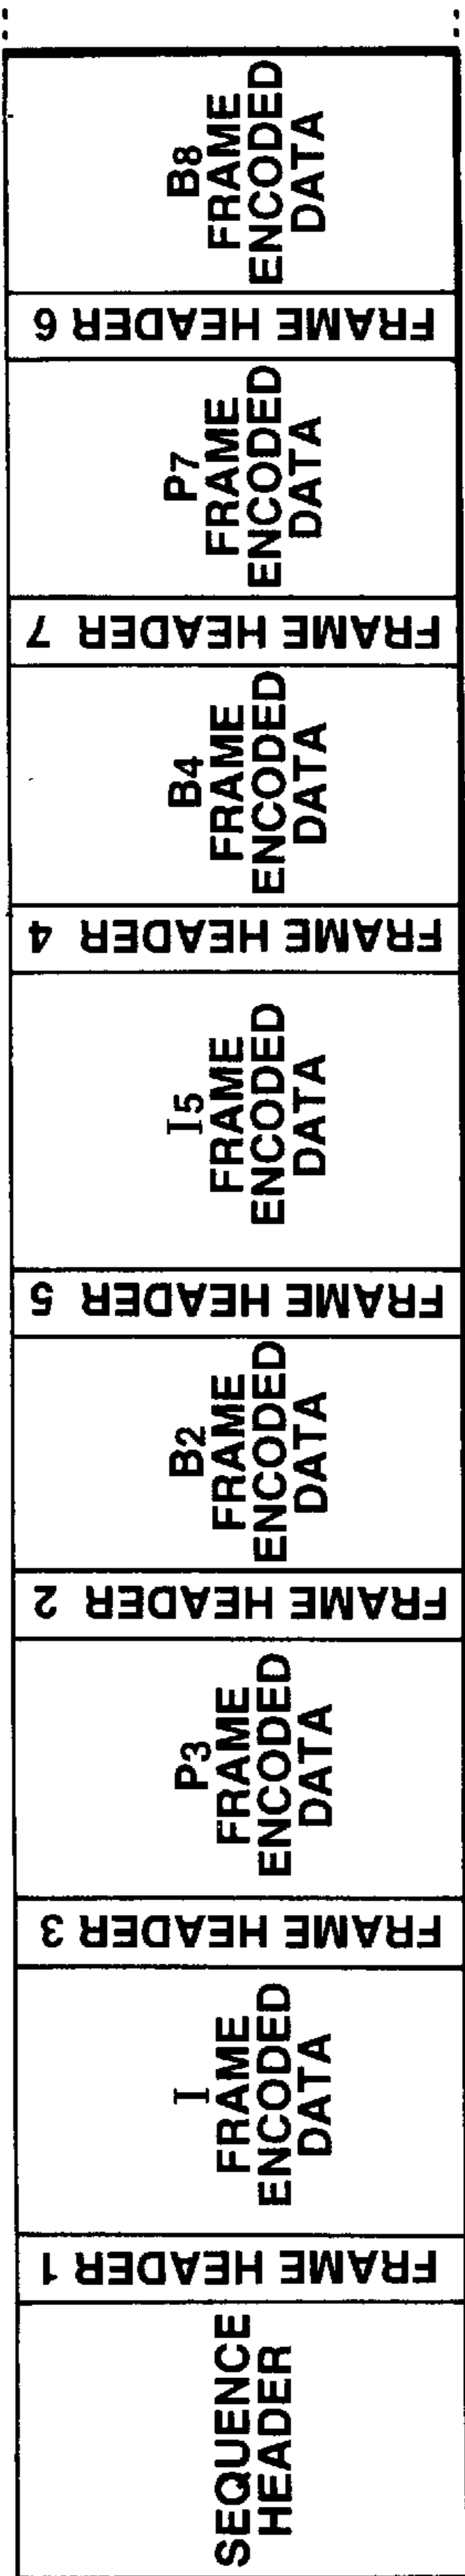 SEQUENCE
HEADER
FRAME HEADER 1
I
FRAME
ENCODED
DATA
FRAME HEADER 3
P3
FRAME
ENCODED
DATA
FRAME HEADER 2
B2
FRAME
ENCODED
DATA
FRAME HEADER 5
I5
FRAME
ENCODED
DATA
FRAME HEADER 4
B4
FRAME
ENCODED
DATA
FRAME HEADER 7
P7
FRAME
ENCODED
DATA
FRAME HEADER 6
B8
FRAME
ENCODED
DATA